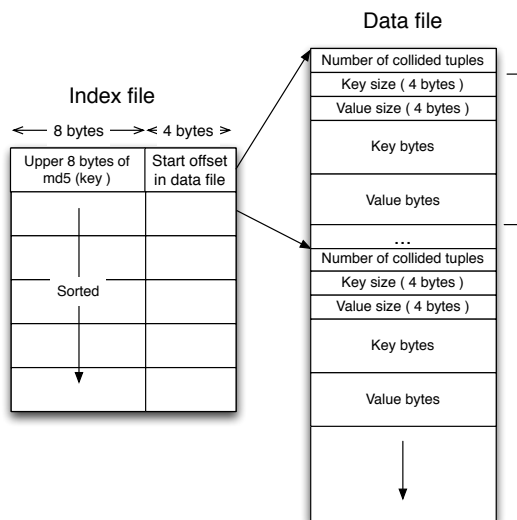 Data file
Index file
8 bytes
4 bytes
Upper 8 bytes of
md5 (key )
Start offset
in data file
Sorted
Number of collided tuples
Key size ( 4 bytes )
Value size ( 4 bytes )
Key bytes
Value bytes
...
Number of collided tuples
Key size ( 4 bytes )
Value size ( 4 bytes )
Key bytes
Value bytes